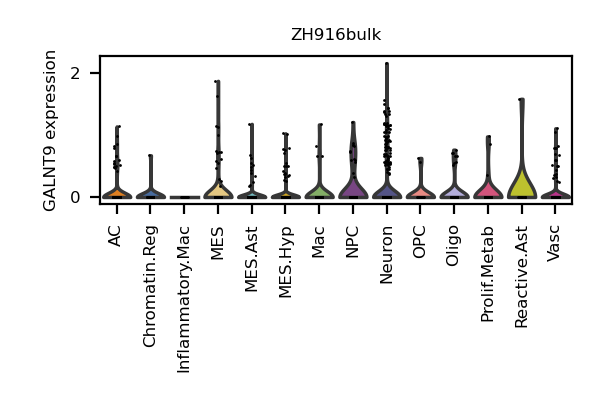 ZH916bulk
GALNT9 expression
2
0
AC
Chromatin.Reg
Inflammatory.Mac
MES
MES.Ast
MES.Hyp
Mac
NPC
Neuron
OPC
Oligo
Prolif.Metab
Reactive.Ast
Vasc